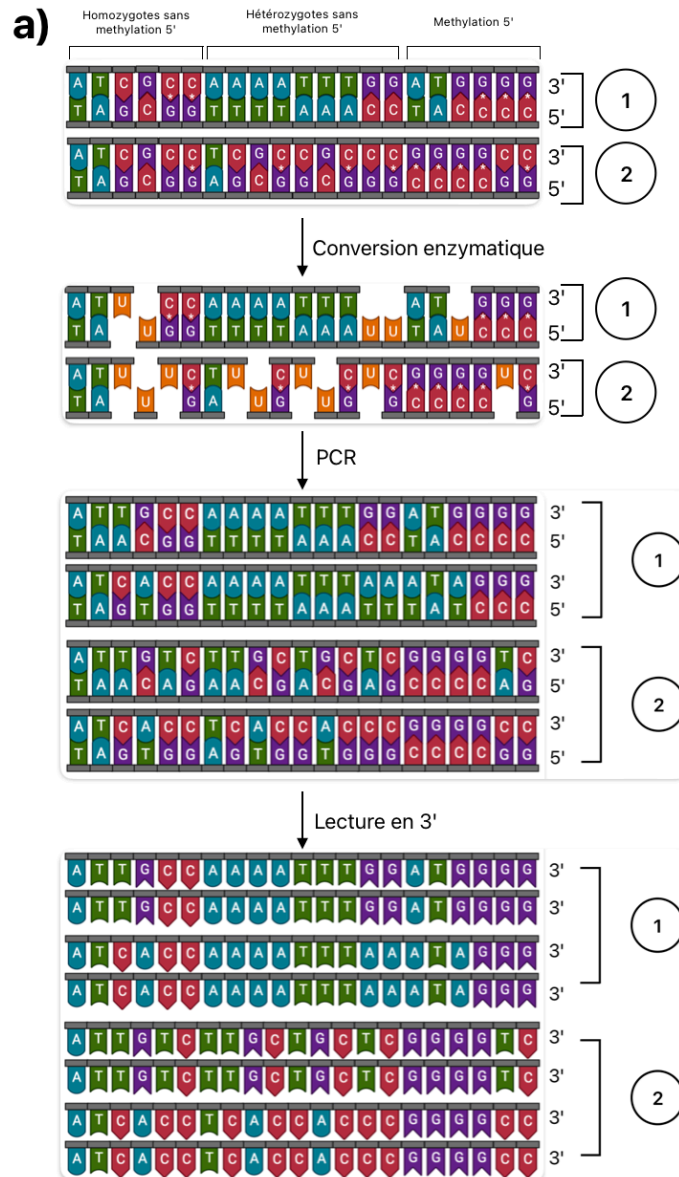 a)
Homozygotes sans
methylation 5'
Hétérozygotes sans
methylation 5'
Methylation 5'
A T C G C C A A A A T T T G G A T G G G G 3'
T A G C G G T T T T A A A C C T A C C C C 5'
1
A T C G C C T C G C C G C C C G G G G C C 3'
T A G C G G A G C G G C G G G C C C C G G 5'
2
Conversion enzymatique
A T U C C A A A A T T T A T G G G 3'
T A U G G T T T T A A A U U T A U C C C 5'
1
A T U U C T U C U C U C G G G G U C 3'
T A U G A U G U G G C C C C G 5'
2
PCR
A T T G C C A A A A T T T G G A T G G G G 3'
T A A C G G T T T T A A A C C T A C C C C 5'
A T C A C C A A A A T T T A A A T A G G G 3'
T A G T G G T T T T A A A T T T A T C C C 5'
1
A T T G T C T T G C T G C T C G G G G T C 3'
T A A C A G A A C G A C G A G C C C C A G 5'
A T C A C C T C A C C A C C C G G G G C C 3'
T A G T G G A G T G G T G G G C C C C G G 5'
2
Lecture en 3'
A T T G C C A A A A T T T G G A T G G G G 3'
A T T G C C A A A A T T T G G A T G G G G 3'
A T C A C C A A A A T T T A A A T A G G G 3'
A T C A C C A A A A T T T A A A T A G G G 3'
1
A T T G T C T T G C T G C T C G G G G T C 3'
A T T G T C T T G C T G C T C G G G G T C 3'
A T C A C C T C A C C A C C C G G G G C C 3'
A T C A C C T C A C C A C C C G G G G C C 3'
2